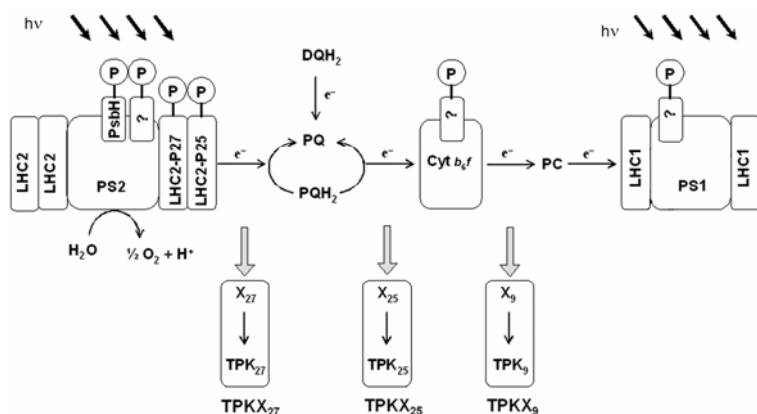 hν
hν
P P
P P
P
P
DQH₂
e⁻
PsbH
?
?
?
LHC2
LHC2
PS2
LHC2-P27
LHC2-P25
e⁻
PQ
PQH₂
e⁻
Cyt b₆f
e⁻
PC
e⁻
LHC1
PS1
LHC1
H₂O
½ O₂ + H⁺
X₂₇
TPK₂₇
TPKX₂₇
X₂₅
TPK₂₅
TPKX₂₅
X₉
TPK₉
TPKX₉